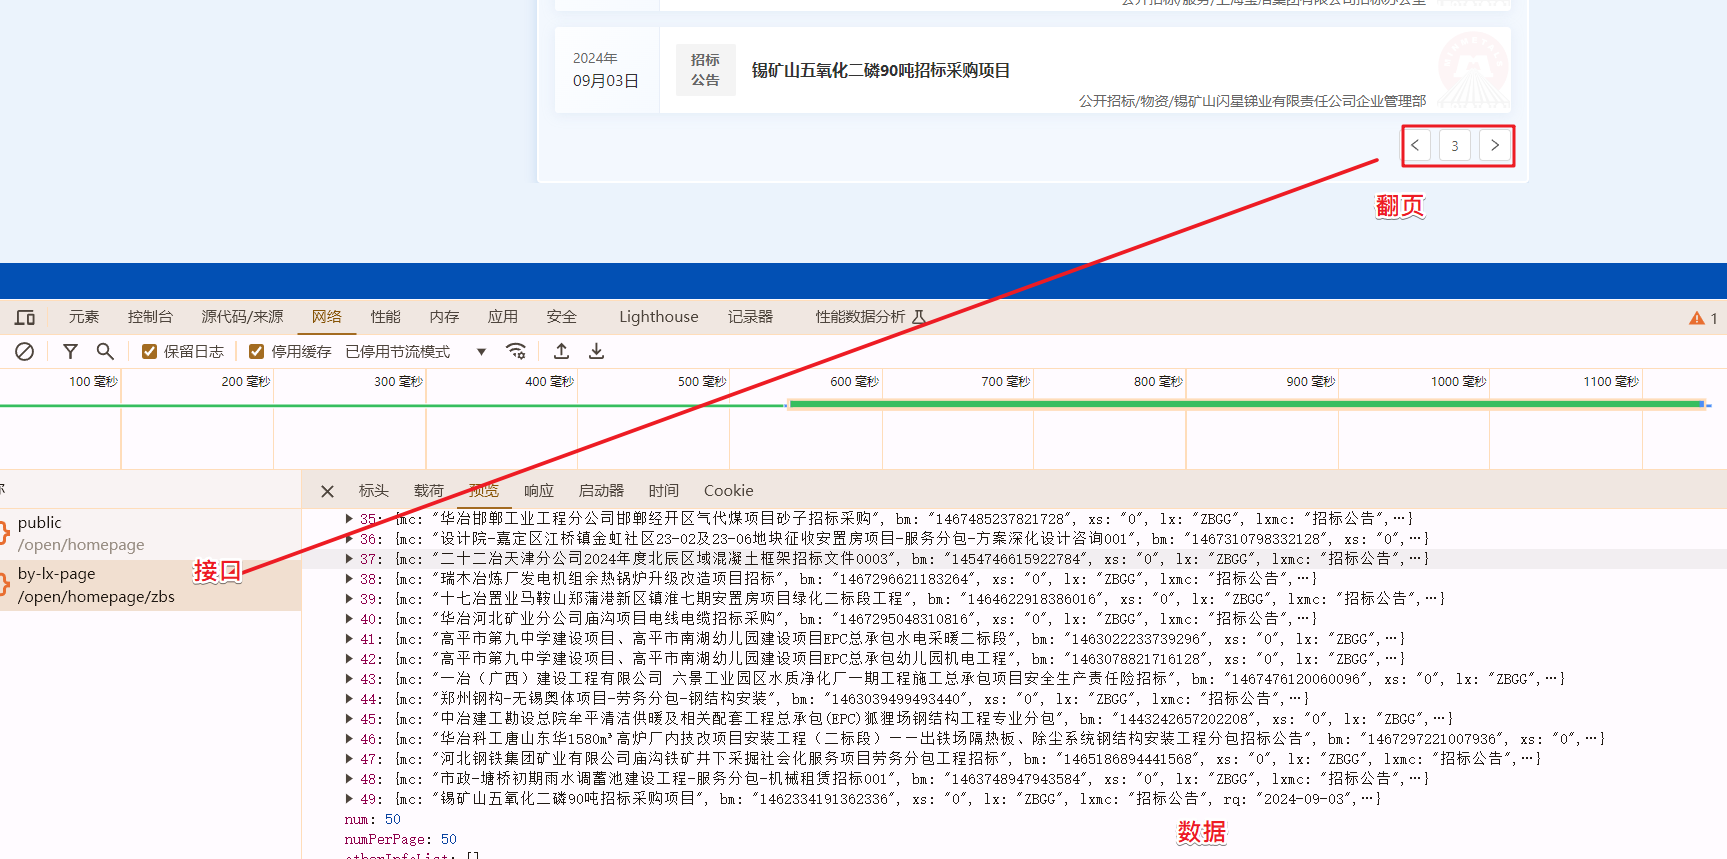 公开招标/服务/上海宝冶集团有限公司招标办公室
2024年
09月03日
招标
公告
锡矿山五氧化二磷90吨招标采购项目
公开招标/物资/锡矿山闪星锑业有限责任公司企业管理部
3
翻页
元素 控制台 源代码/来源 网络 性能 内存 应用 安全 Lighthouse 记录器 性能数据分析 1
保留日志 停用缓存 已停用节流模式
100 毫秒 200 毫秒 300 毫秒 400 毫秒 500 毫秒 600 毫秒 700 毫秒 800 毫秒 900 毫秒 1000 毫秒 1100 毫秒
标头 载荷 预览 响应 启动器 时间 Cookie
public
/open/homepage
by-lx-page
/open/homepage/zbs
接口
35: {mc: "华冶邯郸工业工程分公司邯郸经开区气代煤项目砂子招标采购", bm: "1467485237821728", xs: "0", lx: "ZBGG", lxmc: "招标公告",…}
36: {mc: "设计院-嘉定区江桥镇金虹社区23-02及23-06地块征收安置房项目-服务分包-方案深化设计咨询001", bm: "1467310798332128", xs: "0",…}
37: {mc: "二十二冶天津分公司2024年度北辰区域混凝土框架招标文件0003", bm: "1454746615922784", xs: "0", lx: "ZBGG", lxmc: "招标公告",…}
38: {mc: "瑞木冶炼厂发电机组余热锅炉升级改造项目招标", bm: "1467296621183264", xs: "0", lx: "ZBGG", lxmc: "招标公告",…}
39: {mc: "十七冶置业马鞍山郑蒲港新区镇淮七期安置房项目绿化二标段工程", bm: "1464622918386016", xs: "0", lx: "ZBGG", lxmc: "招标公告",…}
40: {mc: "华冶河北矿业分公司庙沟项目电线电缆招标采购", bm: "1467295048310816", xs: "0", lx: "ZBGG", lxmc: "招标公告",…}
41: {mc: "高平市第九中学建设项目、高平市南湖幼儿园建设项目EPC总承包水电采暖二标段", bm: "1463022233739296", xs: "0", lx: "ZBGG",…}
42: {mc: "高平市第九中学建设项目、高平市南湖幼儿园建设项目EPC总承包幼儿园机电工程", bm: "1463078821716128", xs: "0", lx: "ZBGG",…}
43: {mc: "一冶（广西）建设工程有限公司 六景工业园区水质净化厂一期工程施工总承包项目安全生产责任险招标", bm: "1467476120060096", xs: "0", lx: "ZBGG",…}
44: {mc: "郑州钢构-无锡奥体项目-劳务分包-钢结构安装", bm: "1463039499493440", xs: "0", lx: "ZBGG", lxmc: "招标公告",…}
45: {mc: "中冶建工勘设总院牟平清洁供暖及相关配套工程总承包(EPC)狐狸场钢结构工程专业分包", bm: "1443242657202208", xs: "0", lx: "ZBGG",…}
46: {mc: "华冶科工唐山东华1580m³高炉厂内技改项目安装工程（二标段）——出铁场隔热板、除尘系统钢结构安装工程分包招标公告", bm: "1467297221007936", xs: "0",…}
47: {mc: "河北钢铁集团矿业有限公司庙沟铁矿井下采掘社会化服务项目劳务分包工程招标", bm: "1465186894441568", xs: "0", lx: "ZBGG", lxmc: "招标公告",…}
48: {mc: "市政-塘桥初期雨水调蓄池建设工程-服务分包-机械租赁招标001", bm: "1463748947943584", xs: "0", lx: "ZBGG", lxmc: "招标公告",…}
49: {mc: "锡矿山五氧化二磷90吨招标采购项目", bm: "1462334191362336", xs: "0", lx: "ZBGG", lxmc: "招标公告", rq: "2024-09-03",…}
num: 50
numPerPage: 50
otherInfoList: []
数据